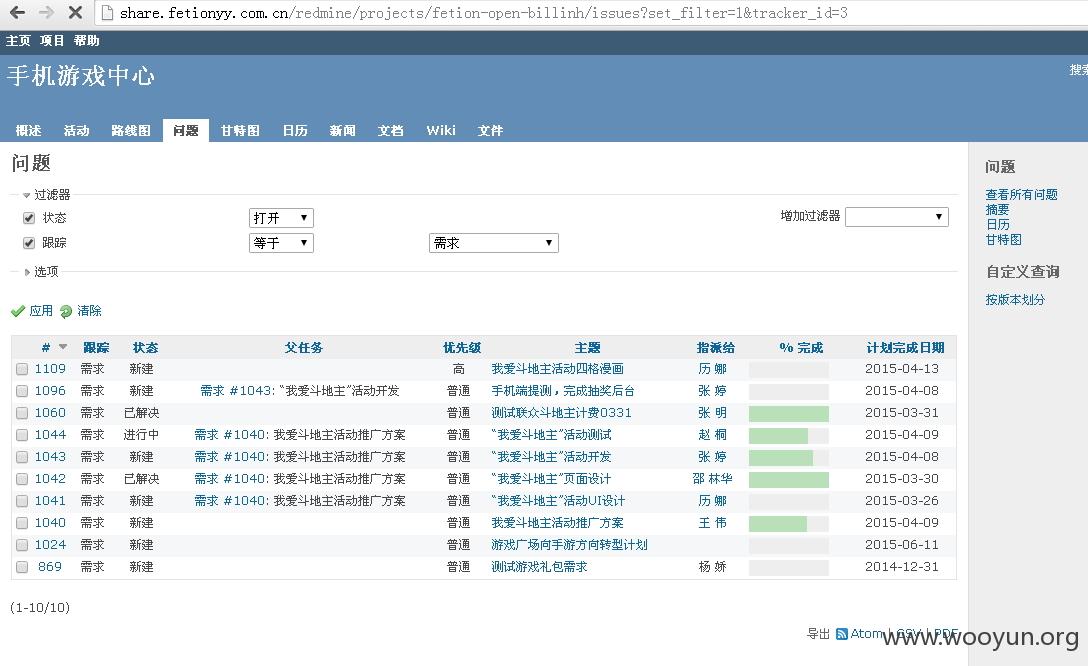 share.fetionyy.com.cn/redmine/projects/fetion-open-billinh/issues?set_filter=1&tracker_id=3
主页 项目 帮助
手机游戏中心
搜索
概述 活动 路线图 问题 甘特图 日历 新闻 文档 Wiki 文件
问题
过滤器
状态 打开 增加过滤器
跟踪 等于 需求
选项
应用 清除
# 跟踪 状态 父任务 优先级 主题 指派给 % 完成 计划完成日期
1109 需求 新建 高 我爱斗地主活动四格漫画 历 娜 2015-04-13
1096 需求 新建 需求 #1043: “我爱斗地主”活动开发 普通 手机端提测，完成抽奖后台 张 婷 2015-04-08
1060 需求 已解决 普通 测试联众斗地主计费0331 张 明 2015-03-31
1044 需求 进行中 需求 #1040: 我爱斗地主活动推广方案 普通 “我爱斗地主”活动测试 赵 桐 2015-04-09
1043 需求 新建 需求 #1040: 我爱斗地主活动推广方案 普通 “我爱斗地主”活动开发 张 婷 2015-04-08
1042 需求 已解决 需求 #1040: 我爱斗地主活动推广方案 普通 “我爱斗地主”页面设计 邵 林华 2015-03-30
1041 需求 新建 需求 #1040: 我爱斗地主活动推广方案 普通 “我爱斗地主”活动UI设计 历 娜 2015-03-26
1040 需求 新建 普通 我爱斗地主活动推广方案 王 伟 2015-04-09
1024 需求 新建 普通 游戏广场向手游方向转型计划 2015-06-11
869 需求 新建 普通 测试游戏礼包需求 杨 娇 2014-12-31
(1-10/10)
导出 Atom | CSV | PDF
问题
查看所有问题
摘要
日历
甘特图
自定义查询
按版本划分
www.wooyun.org